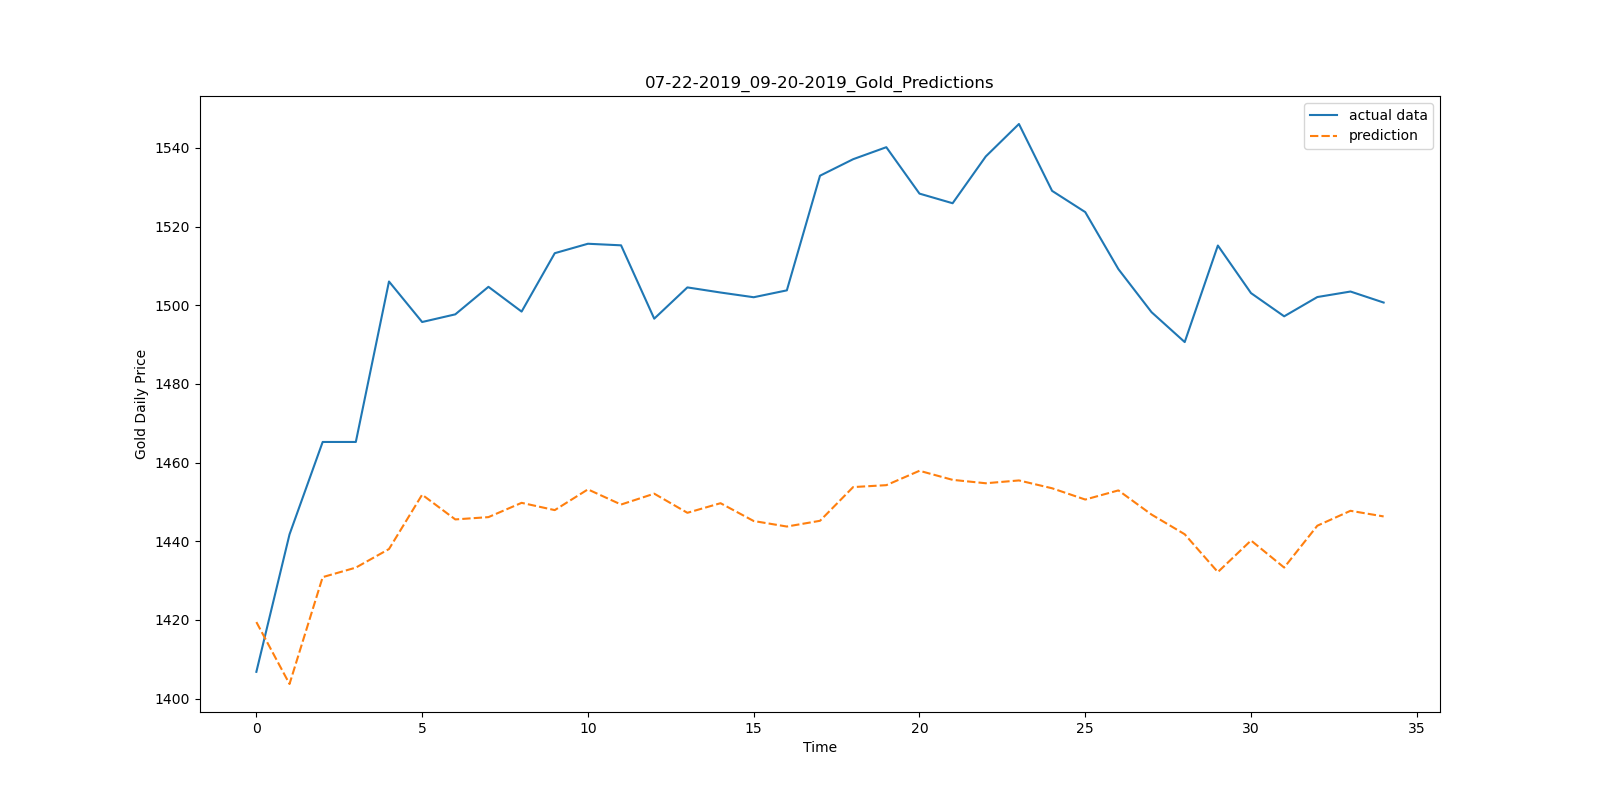 07-22-2019_09-20-2019_Gold_Predictions
actual data
prediction
Gold Daily Price
1540
1520
1500
1480
1460
1440
1420
1400
0 5 10 15 20 25 30 35
Time